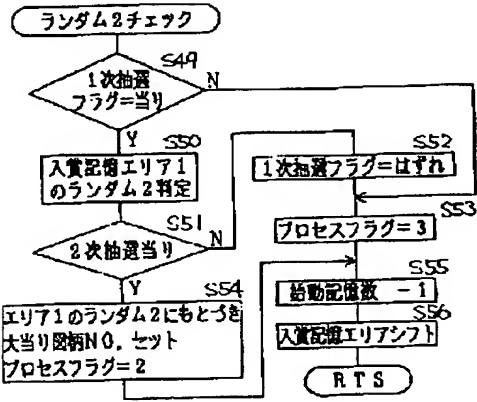 ランダム2チェック
S49
1次抽選
フラグ=当り
N
Y
S50
入賞記憶エリア1
のランダム2判定
S51
2次抽選当り
N
Y
S54
エリア1のランダム2にもとづき
大当り図柄NO.セット
プロセスフラグ=2
S52
1次抽選フラグ=はずれ
S53
プロセスフラグ=3
S55
始動記憶数 -1
S56
入賞記憶エリアシフト
RTS